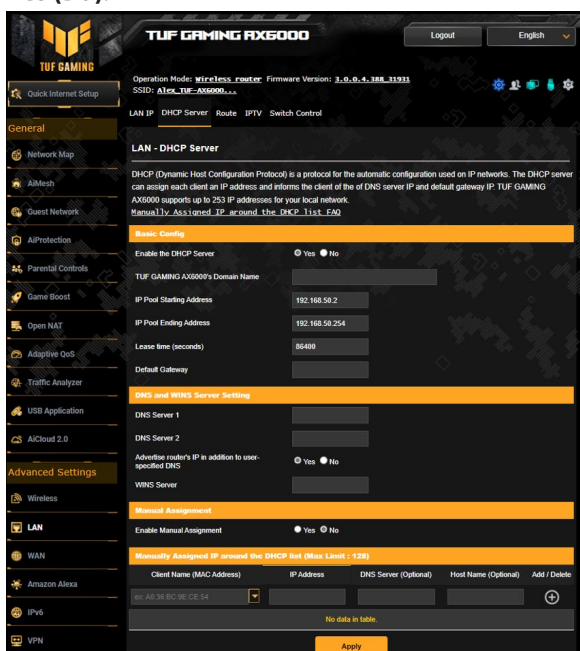 TUF GAMING AX6000
Logout
English
TUF GAMING
Operation Mode: Wireless router Firmware Version: 3.0.0.4.388_31931
SSID: Alex_TUF-AX6000...
Quick Internet Setup
LAN IP DHCP Server Route IPTV Switch Control
General
Network Map
AiMesh
Guest Network
AiProtection
Parental Controls
Game Boost
Open NAT
Adaptive QoS
Traffic Analyzer
USB Application
AiCloud 2.0
Advanced Settings
Wireless
LAN
WAN
Amazon Alexa
IPv6
VPN
LAN - DHCP Server
DHCP (Dynamic Host Configuration Protocol) is a protocol for the automatic configuration used on IP networks. The DHCP server
can assign each client an IP address and informs the client of the of DNS server IP and default gateway IP. TUF GAMING
AX6000 supports up to 253 IP addresses for your local network.
Manually Assigned IP around the DHCP list FAQ
Basic Config
Enable the DHCP Server Yes No
TUF GAMING AX6000's Domain Name
IP Pool Starting Address 192.168.50.2
IP Pool Ending Address 192.168.50.254
Lease time (seconds) 86400
Default Gateway
DNS and WINS Server Setting
DNS Server 1
DNS Server 2
Advertise router's IP in addition to user-
specified DNS Yes No
WINS Server
Manual Assignment
Enable Manual Assignment Yes No
Manually Assigned IP around the DHCP list (Max Limit : 128)
Client Name (MAC Address) IP Address DNS Server (Optional) Host Name (Optional) Add / Delete
ex: A0:36:BC:9E:CE:54
No data in table.
Apply